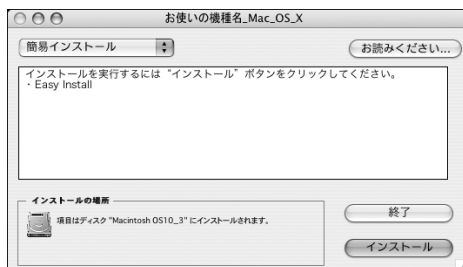 お使いの機種名_Mac_OS_X
簡易インストール
お読みください...
インストールを実行するには "インストール" ボタンをクリックしてください。
・Easy Install
インストールの場所
項目はディスク "Macintosh OS10_3" にインストールされます。
終了
インストール